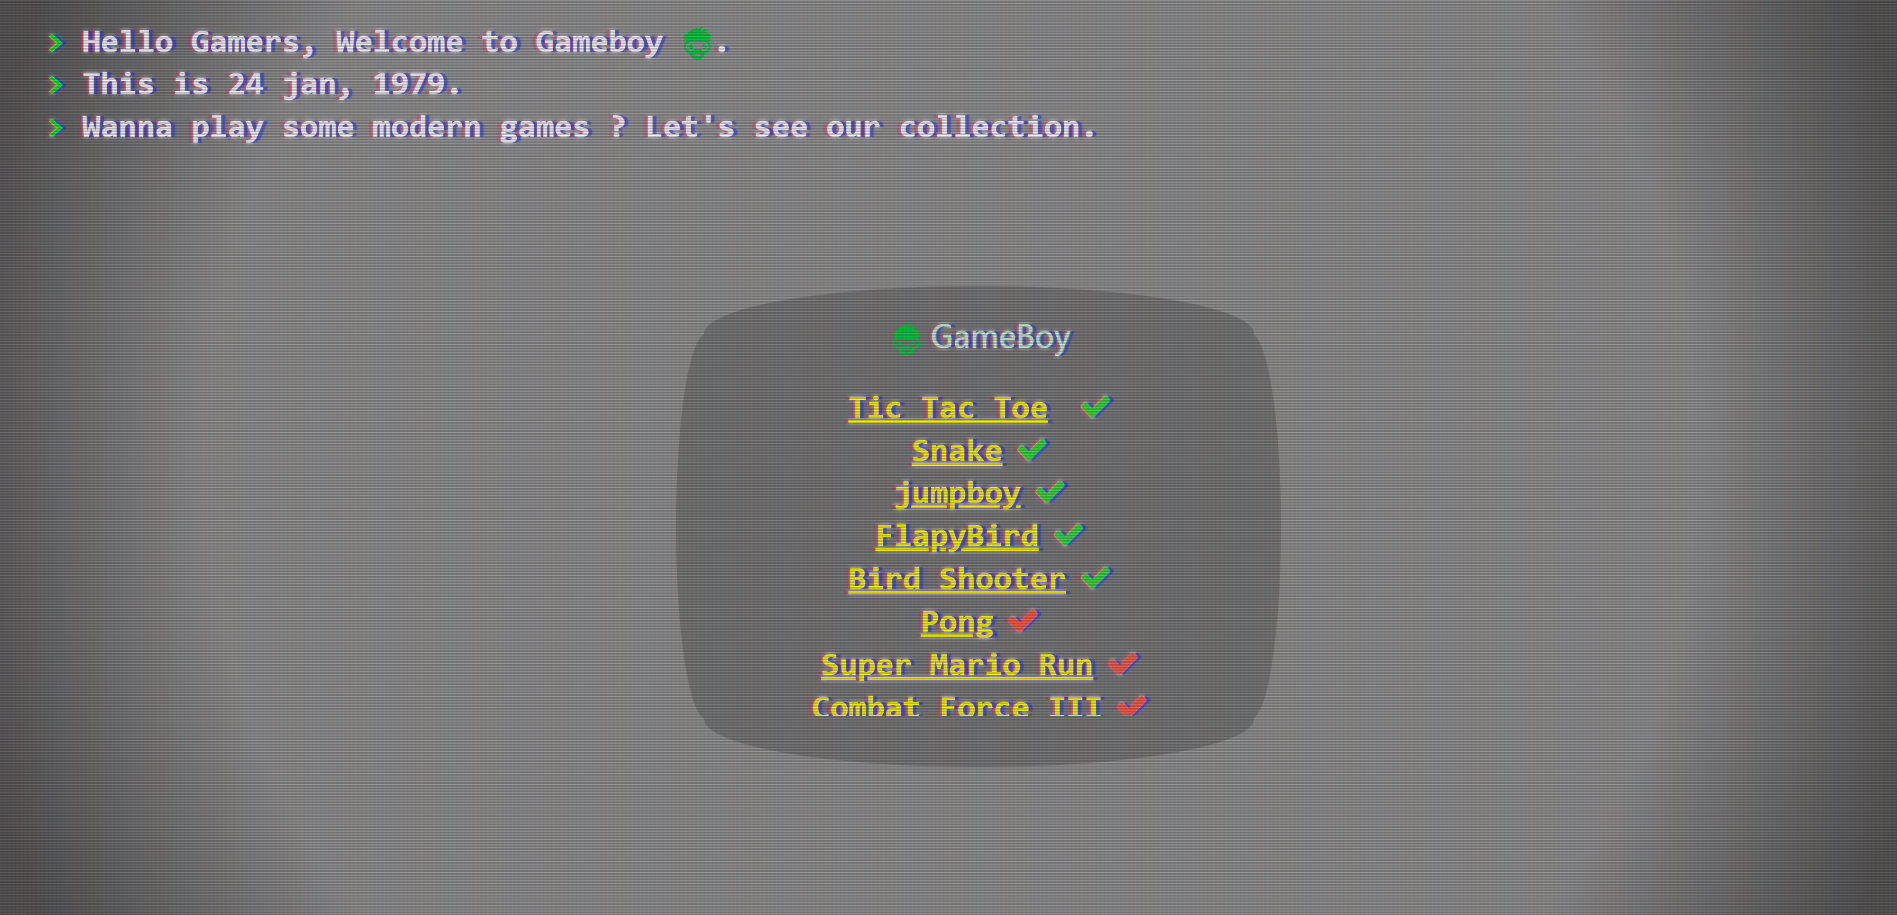 > Hello Gamers, Welcome to Gameboy .
> This is 24 jan, 1979.
> Wanna play some modern games ? Let's see our collection.
GameBoy
Tic Tac Toe
Snake
jumpboy
FlapyBird
Bird Shooter
Pong
Super Mario Run
Combat Force III